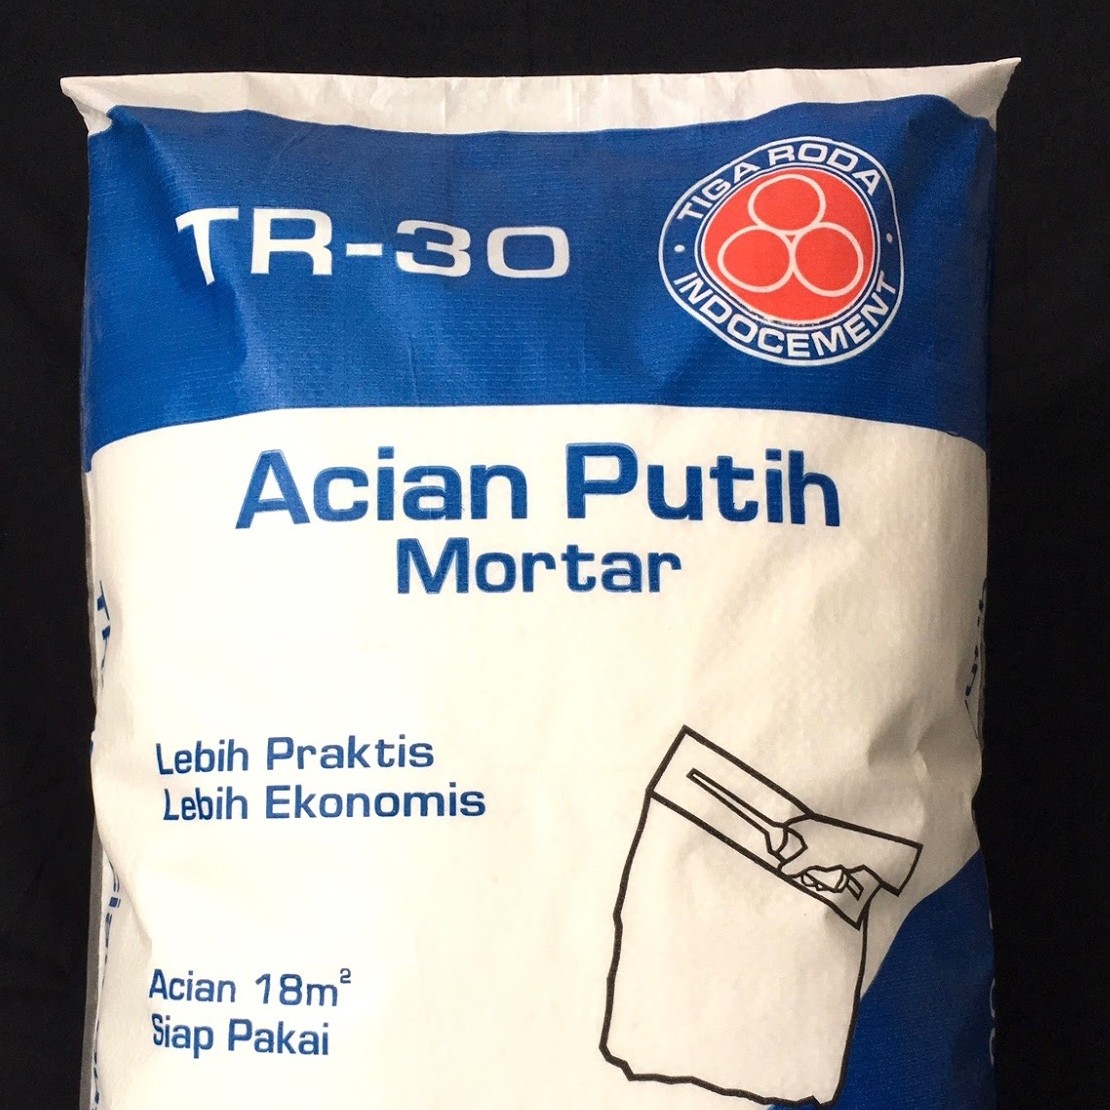 TR-30
TIGA RODA
INDOCEMENT
Acian Putih
Mortar
Lebih Praktis
Lebih Ekonomis
Acian 18m²
Siap Pakai